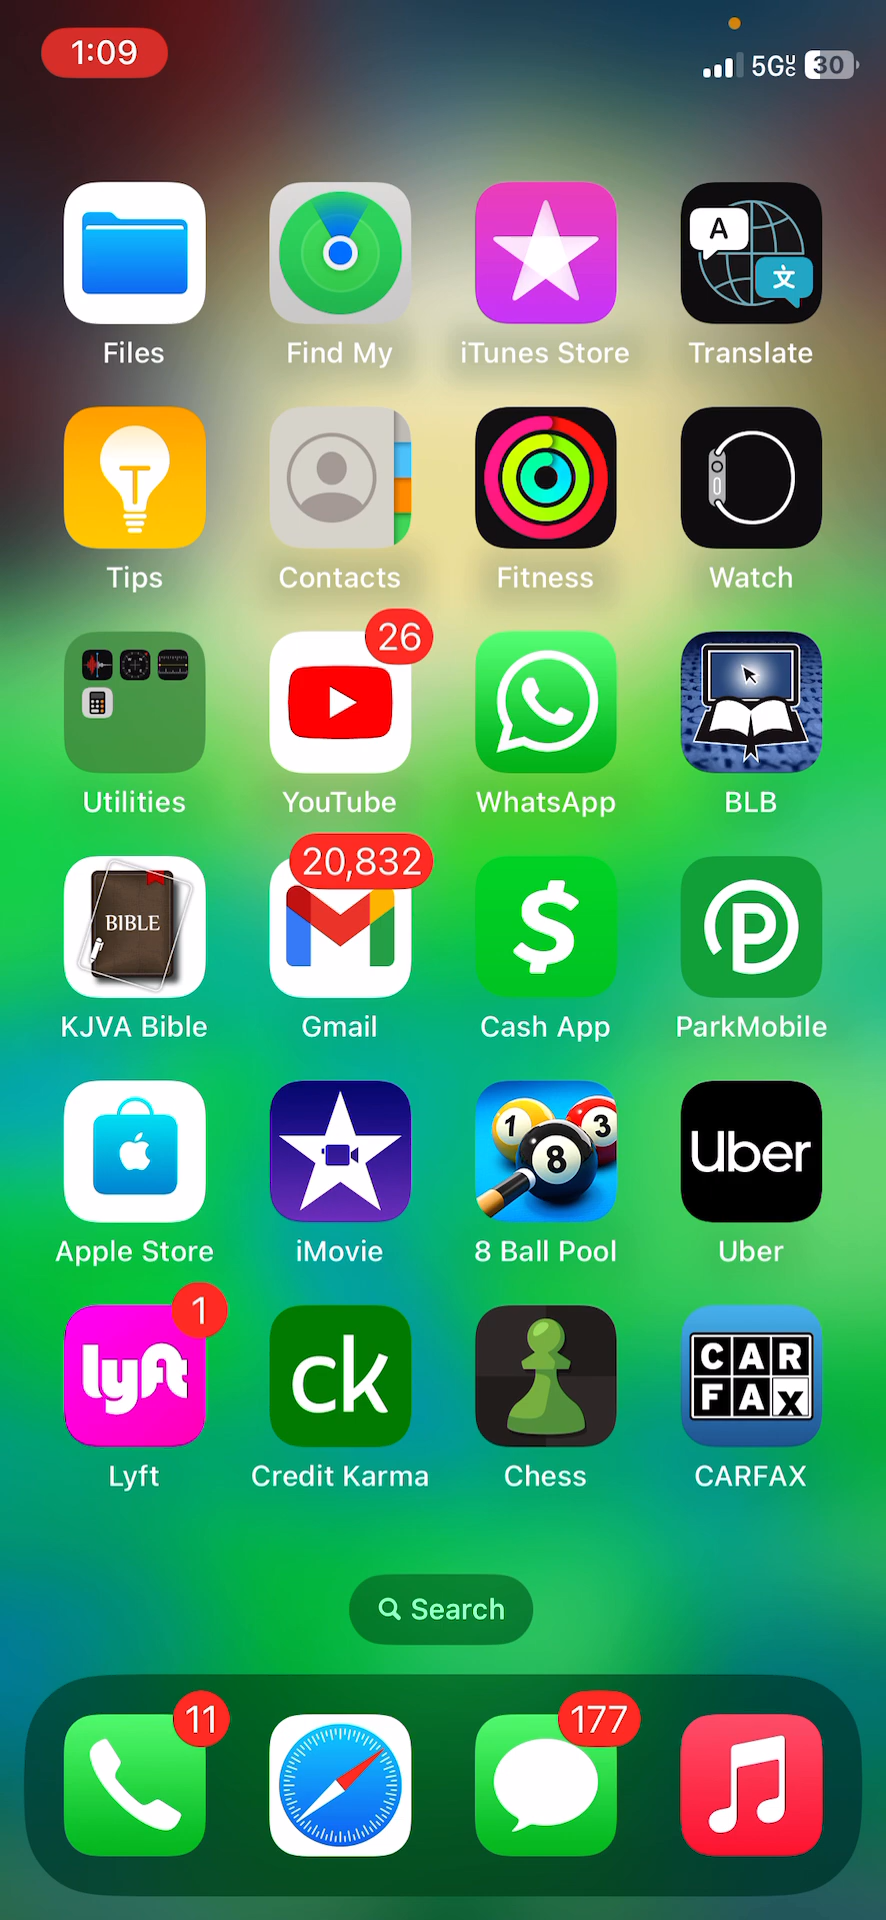 1:09
5GUC 30
A
文
Files Find My iTunes Store Translate
Tips Contacts Fitness Watch
26
Utilities YouTube WhatsApp BLB
20,832
BIBLE
$ P
KJVA Bible Gmail Cash App ParkMobile
1 3
8
Uber
Apple Store iMovie 8 Ball Pool Uber
1
lyft ck CAR
FAX
Lyft Credit Karma Chess CARFAX
Search
11 177